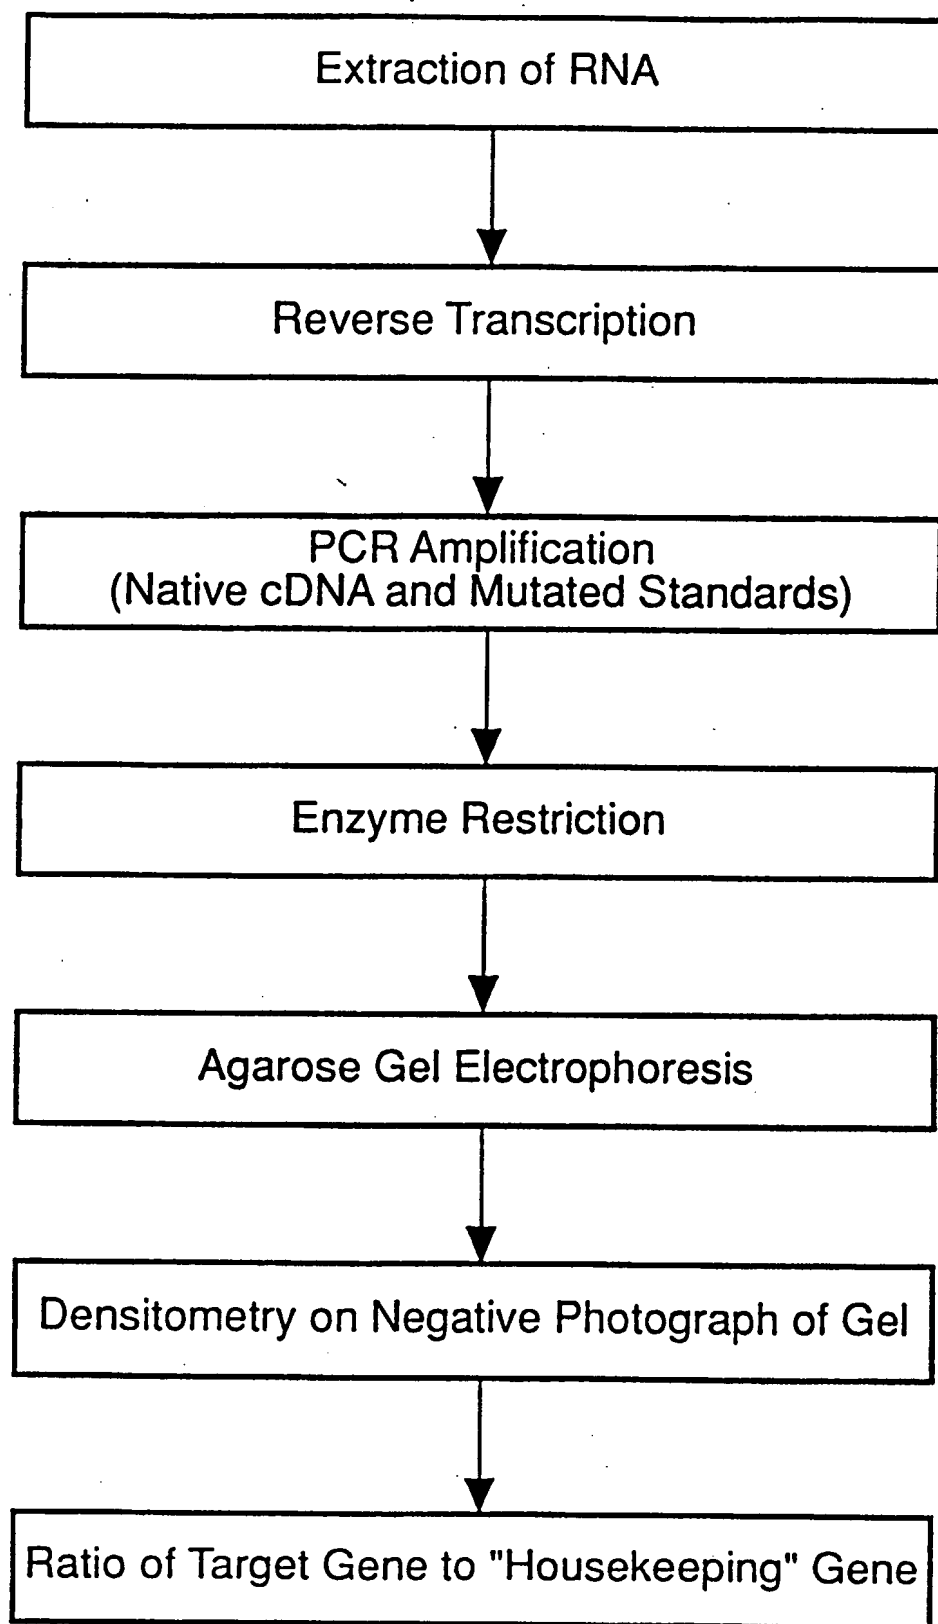 Extraction of RNA
Reverse Transcription
PCR Amplification
(Native cDNA and Mutated Standards)
Enzyme Restriction
Agarose Gel Electrophoresis
Densitometry on Negative Photograph of Gel
Ratio of Target Gene to "Housekeeping" Gene